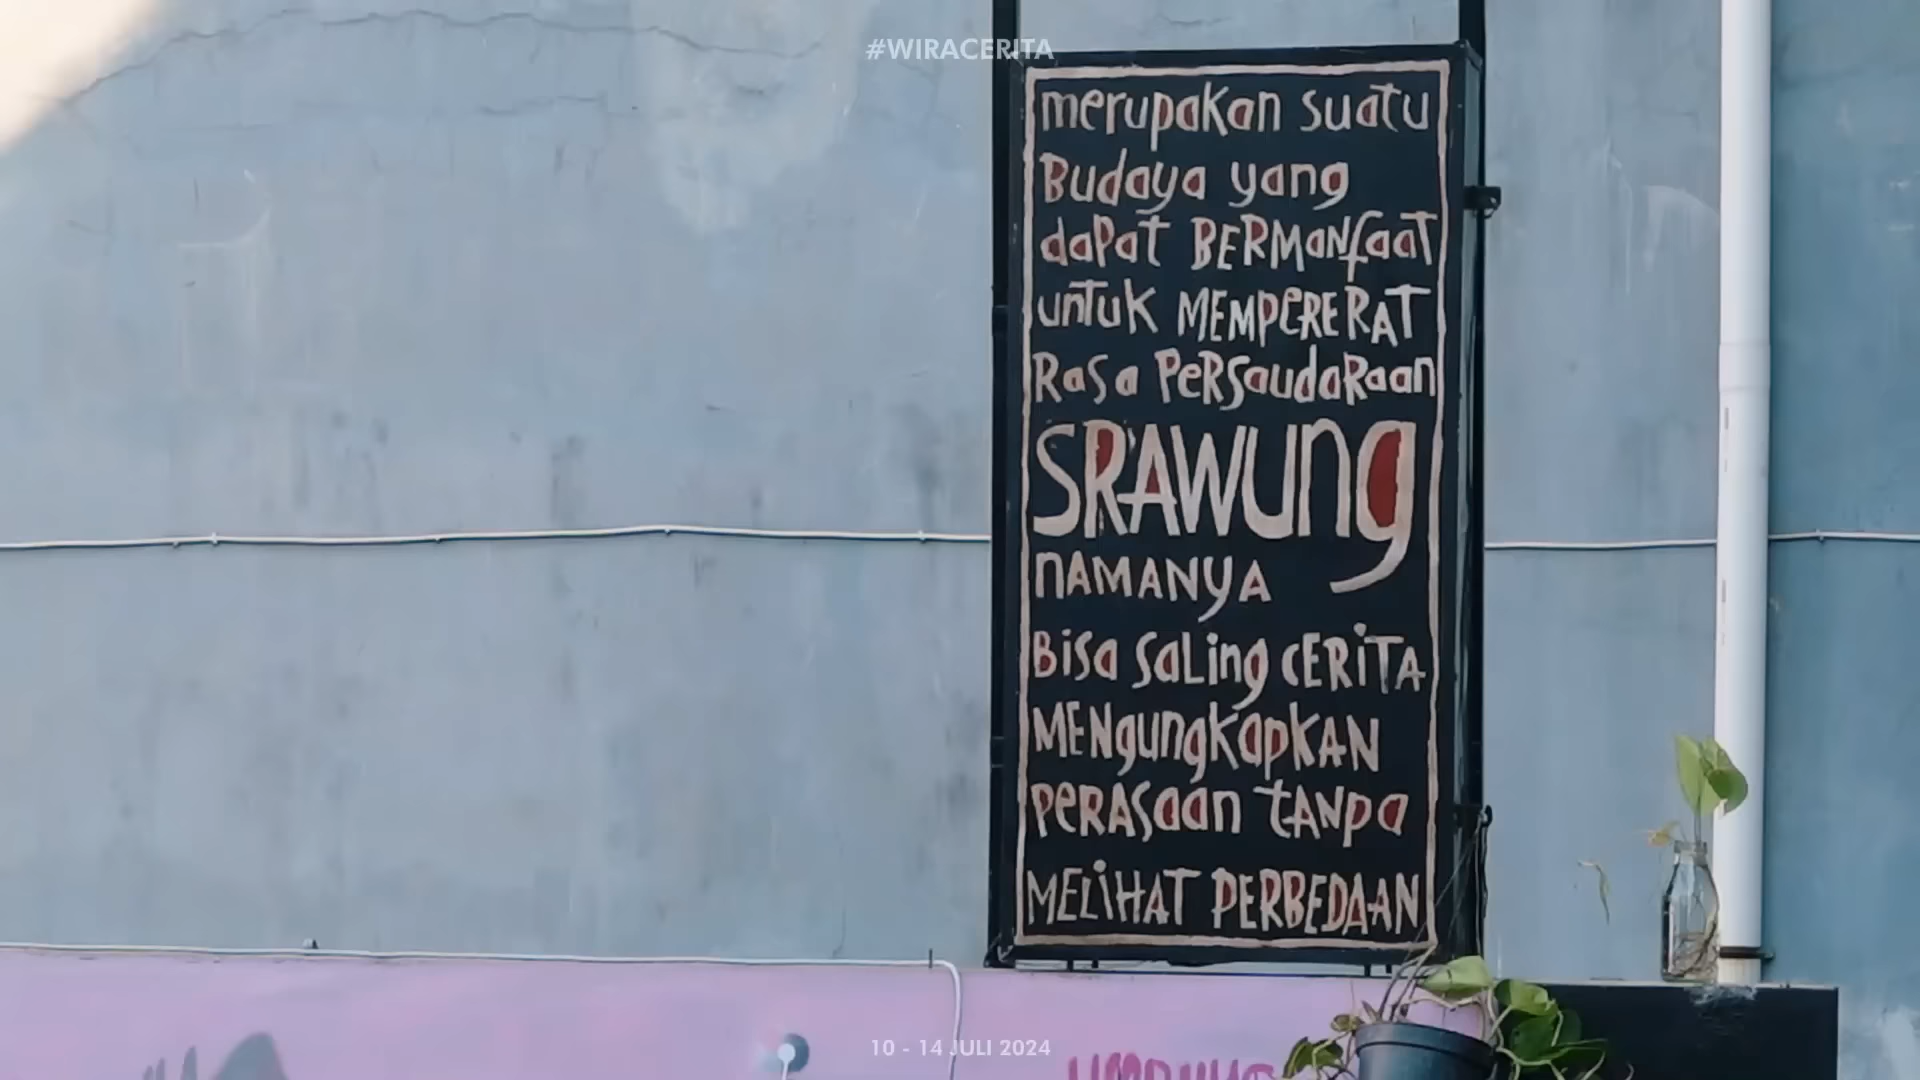 #WIRACERITA
merupakan suatu
Budaya yang
daPat BERMANfaaT
unTuK MEMPERERAT
RaSa PeRSaudaRaan
SRAWUNg
NAMANYA
Bisa SaLing CERiTA
MENgungKapKAN
PeRASaan TANPa
MELiHAT PERBEDAAN
10 - 14 JULI 2024